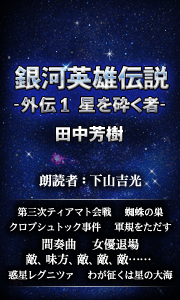 銀河英雄伝説
-外伝1 星を砕く者-
田中芳樹
朗読者：下山吉光
第三次ティアマト会戦　蜘蛛の巣
クロプシュトック事件　軍規をただす
間奏曲　女優退場
敵、味方、敵、敵、敵……
惑星レグニツァ　わが征くは星の大海